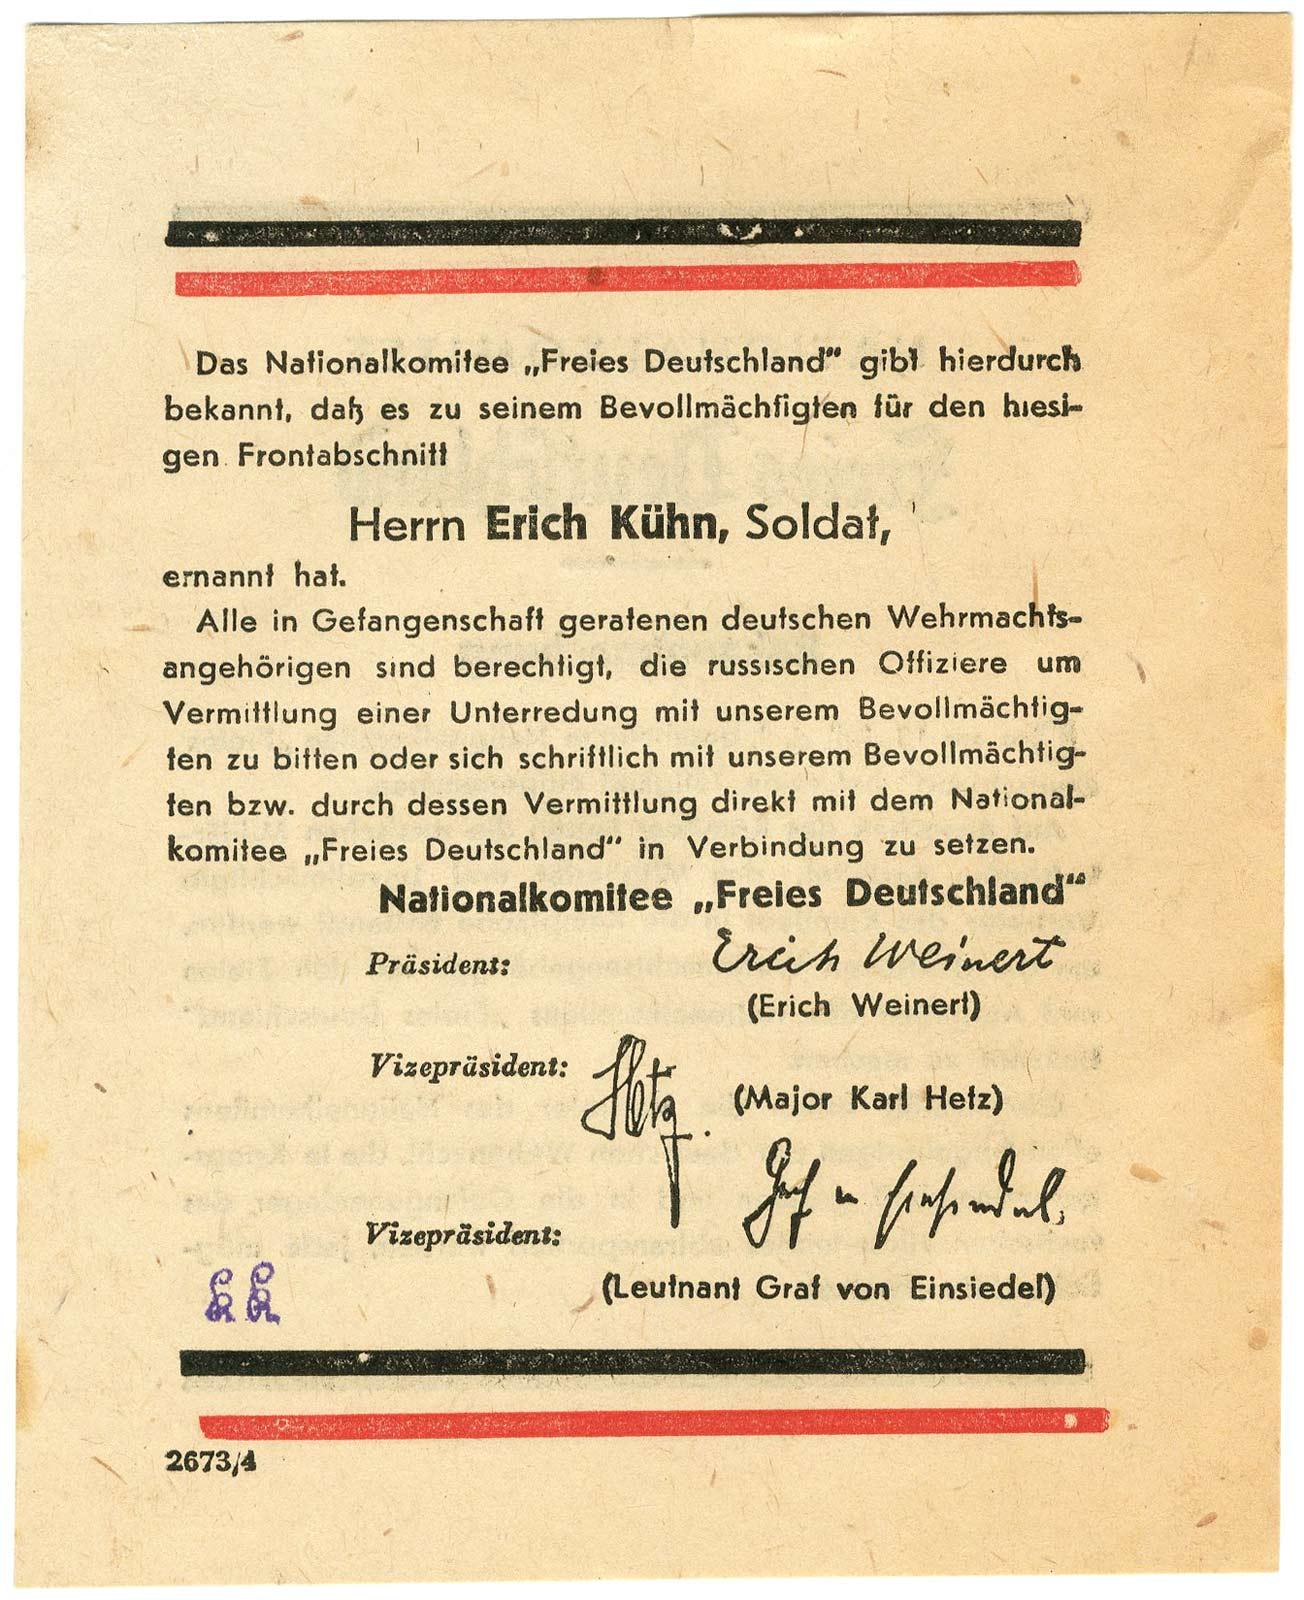 Das Nationalkomitee „Freies Deutschland“ gibt hierdurch
bekannt, daß es zu seinem Bevollmächtigten für den hiesi-
gen Frontabschnitt
Herrn Erich Kühn, Soldat,
ernannt hat.
Alle in Gefangenschaft geratenen deutschen Wehrmachts-
angehörigen sind berechtigt, die russischen Offiziere um
Vermittlung einer Unterredung mit unserem Bevollmächtig-
ten zu bitten oder sich schriftlich mit unserem Bevollmächtig-
ten bzw. durch dessen Vermittlung direkt mit dem National-
komitee „Freies Deutschland“ in Verbindung zu setzen.
Nationalkomitee „Freies Deutschland“
Präsident: Erich Weinert
(Erich Weinert)
Vizepräsident: Hetz.
(Major Karl Hetz)
Graf v Einsiedel,
Vizepräsident:
(Leutnant Graf von Einsiedel)
2673/4